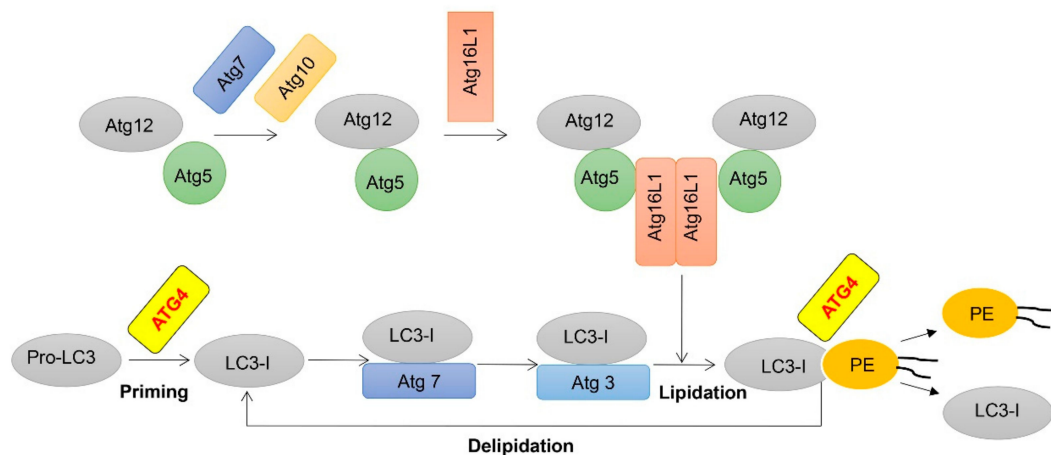 Atg7
Atg10
Atg16L1
Atg12
Atg5
Atg12
Atg5
Atg12
Atg12
Atg5
Atg16L1
Atg16L1
Atg5
ATG4
ATG4
Pro-LC3
Priming
LC3-I
LC3-I
Atg 7
LC3-I
Atg 3
Lipidation
LC3-I
PE
PE
LC3-I
Delipidation